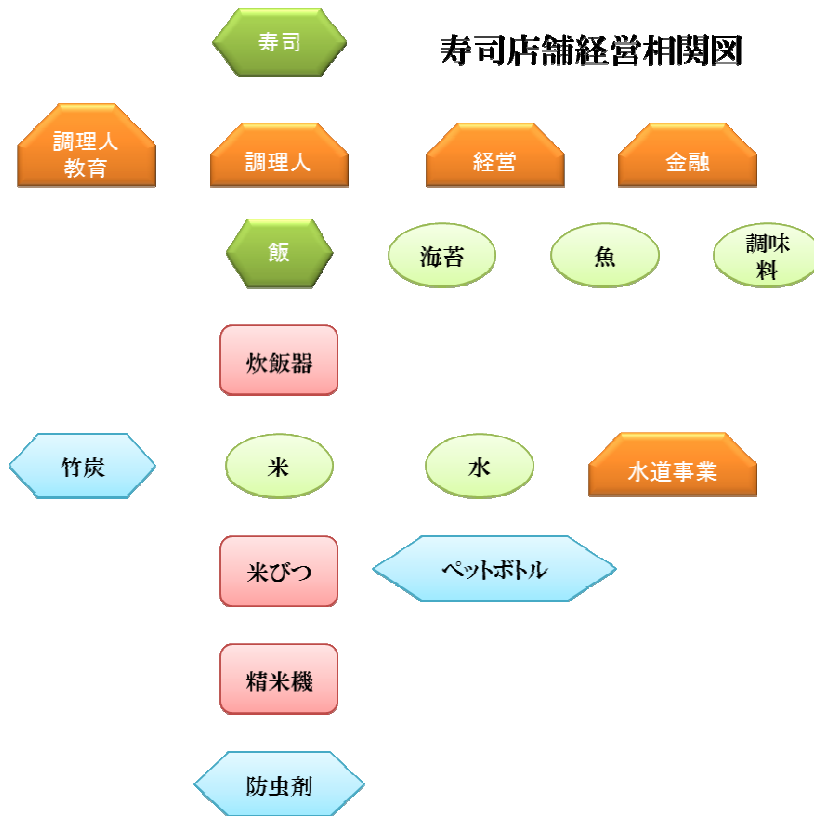 寿司
寿司店舗経営相関図
調理人
教育
調理人
経営
金融
飯
海苔
魚
調味
料
炊飯器
竹炭
米
水
水道事業
米びつ
ペットボトル
精米機
防虫剤